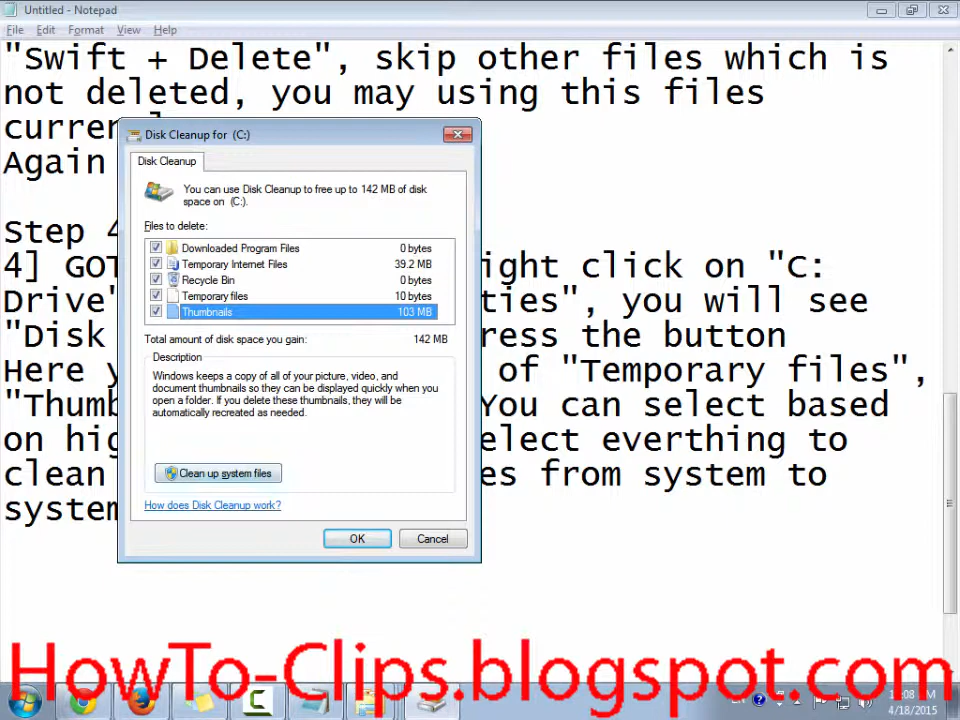 Untitled - Notepad
File Edit Format View Help
"Swift + Delete", skip other files which is
not deleted, you may using this files
Again
Disk Cleanup for (C:)
Disk Cleanup
You can use Disk Cleanup to free up to 142 MB of disk
space on (C:).
Files to delete:
Downloaded Program Files 0 bytes
Temporary Internet Files 39.2 MB
Recycle Bin 0 bytes
Temporary files 10 bytes
Thumbnails 103 MB
Total amount of disk space you gain: 142 MB
Description
Windows keeps a copy of all of your picture, video, and
document thumbnails so they can be displayed quickly when you
open a folder. If you delete these thumbnails, they will be
automatically recreated as needed.
Clean up system files
How does Disk Cleanup work?
OK Cancel
Step 4
4] GOT ight click on "C:
Drive" ties", you will see
"Disk ress the button
Here y of "Temporary files",
"Thumb You can select based
on hig elect everthing to
clean es from system to
system
HowTo-Clips.blogspot.com
4/18/2015